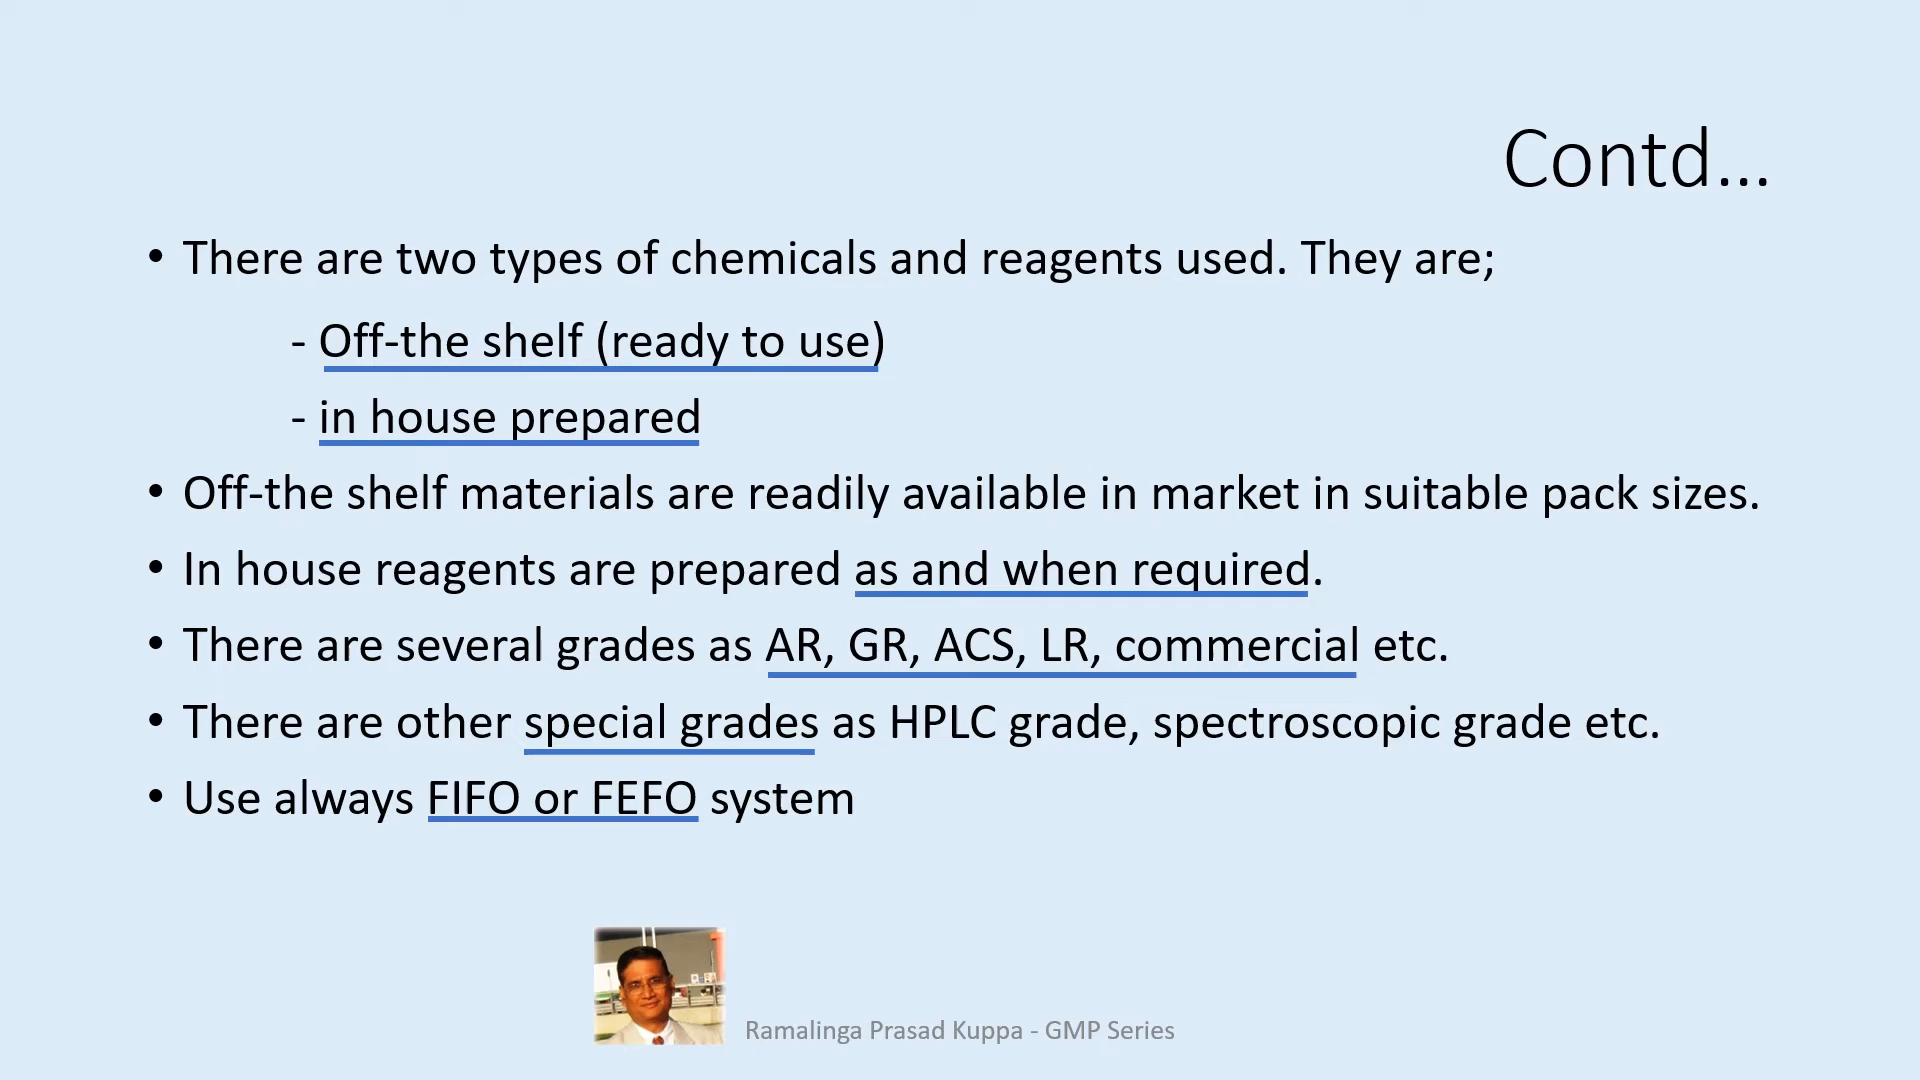 Contd...
• There are two types of chemicals and reagents used. They are;
- Off-the shelf (ready to use)
- in house prepared
• Off-the shelf materials are readily available in market in suitable pack sizes.
• In house reagents are prepared as and when required.
• There are several grades as AR, GR, ACS, LR, commercial etc.
• There are other special grades as HPLC grade, spectroscopic grade etc.
• Use always FIFO or FEFO system
Ramalinga Prasad Kuppa - GMP Series